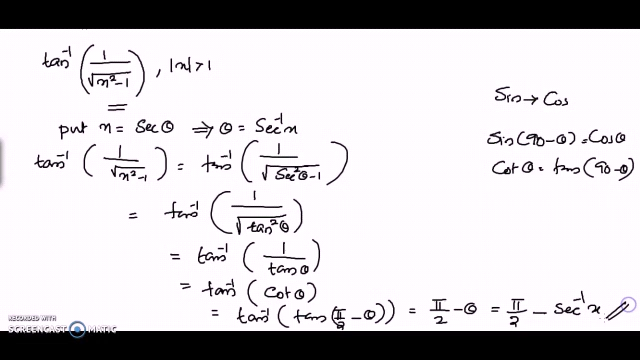 tan⁻¹ (1/√(x²-1)) , |x|>1
Sin → Cos
put x = Secθ ⇒ θ = Sec⁻¹x
Sin(90-θ) = Cosθ
tan⁻¹ (1/√(x²-1)) = tan⁻¹ (1/√(Sec²θ-1))
Cotθ = tan(90-θ)
= tan⁻¹ (1/√(tan²θ))
= tan⁻¹ (1/tanθ)
= tan⁻¹ (Cotθ)
= tan⁻¹ (tan(π/2 - θ)) = π/2 - θ = π/2 - Sec⁻¹x
RECORDED WITH
SCREENCAST MATIC